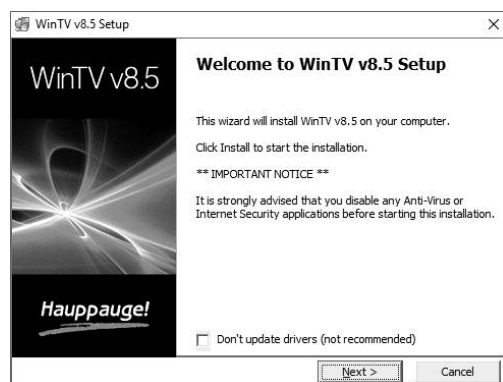 WinTV v8.5 Setup
WinTV v8.5
Welcome to WinTV v8.5 Setup
This wizard will install WinTV v8.5 on your computer.
Click Install to start the installation.
** IMPORTANT NOTICE **
It is strongly advised that you disable any Anti-Virus or
Internet Security applications before starting this installation.
Hauppauge!
Don't update drivers (not recommended)
Next >
Cancel